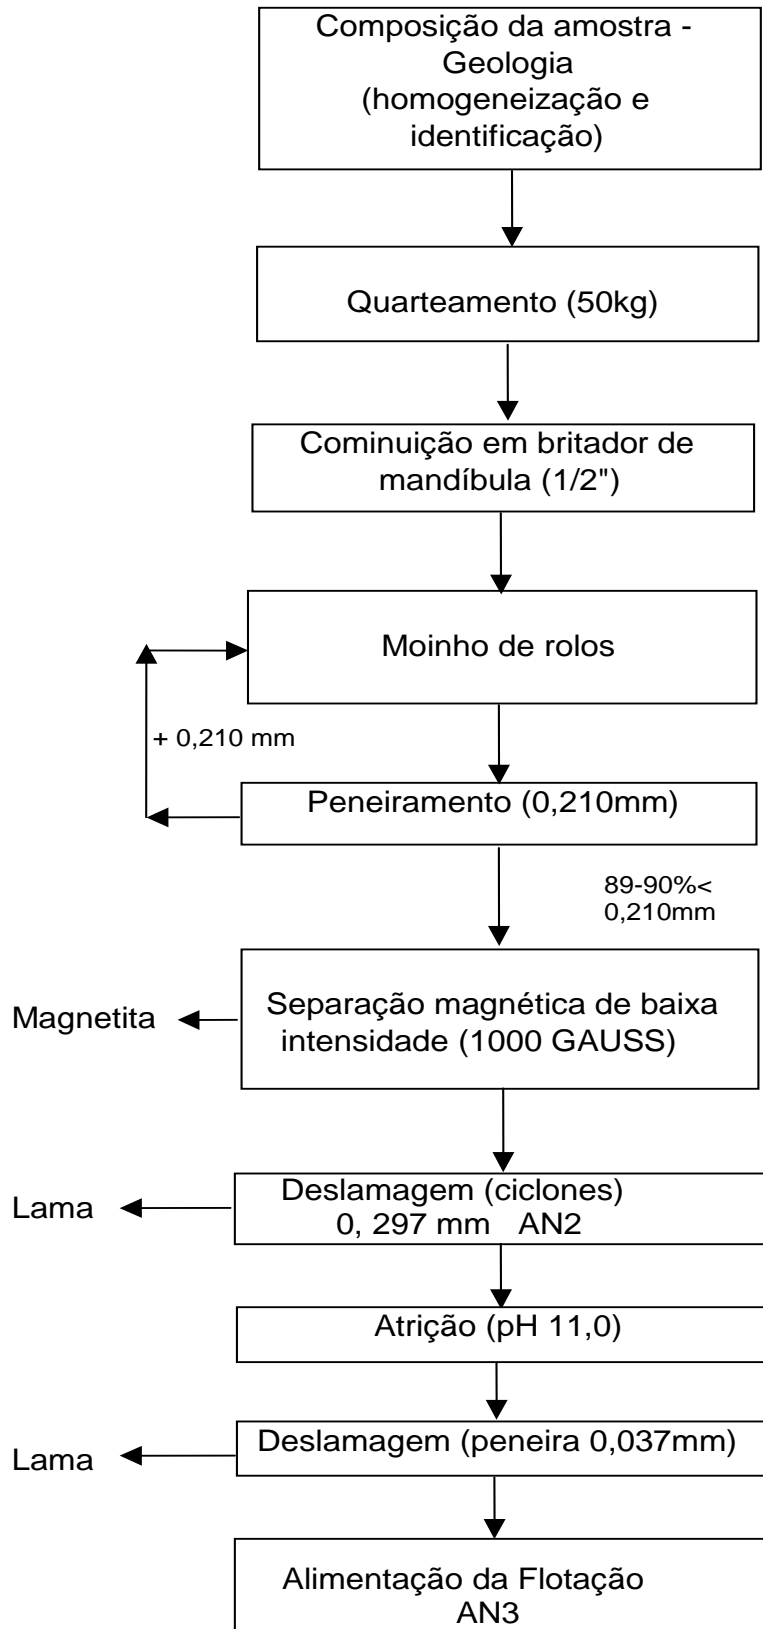 Composição da amostra -
Geologia
(homogeneização e
identificação)
Quarteamento (50kg)
Cominuição em britador de
mandíbula (1/2")
Moinho de rolos
+ 0,210 mm
Peneiramento (0,210mm)
89-90%<
0,210mm
Magnetita
Separação magnética de baixa
intensidade (1000 GAUSS)
Lama
Deslamagem (ciclones)
0, 297 mm AN2
Atrição (pH 11,0)
Lama
Deslamagem (peneira 0,037mm)
Alimentação da Flotação
AN3